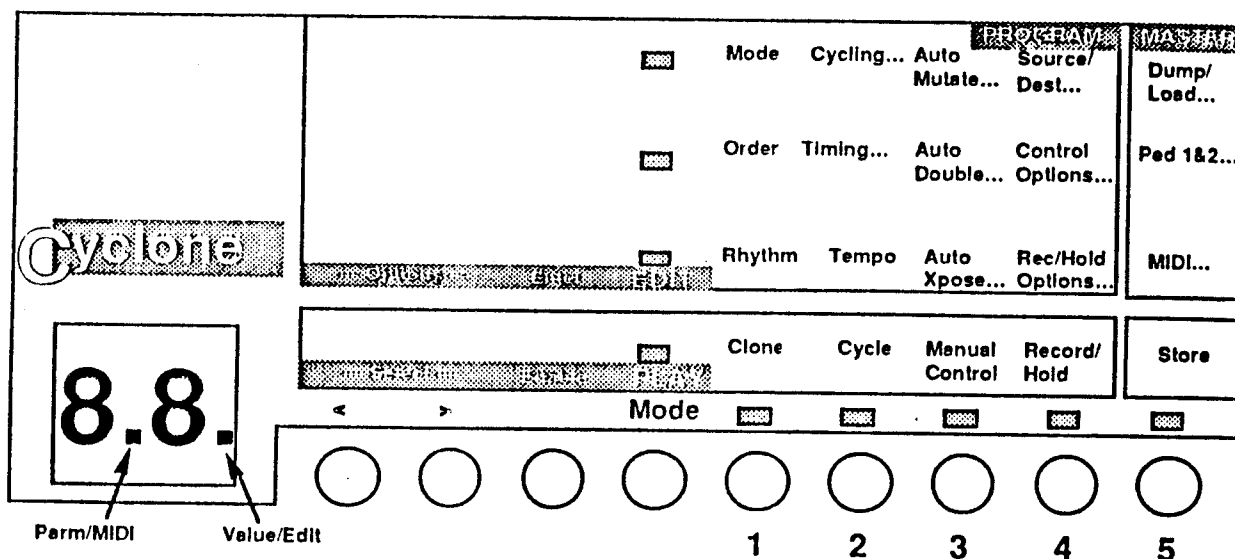 PROGRAM MASTER
Mode Cycling... Auto Mutate... Source/ Dest... Dump/ Load...
Order Timing... Auto Double... Control Options... Ped 1&2...
Cyclone
Rhythm Tempo Auto Xpose... Rec/Hold Options... MIDI...
EDIT
Clone Cycle Manual Control Record/ Hold Store
PLAY
< > Mode
8.8.
Parm/MIDI Value/Edit
1 2 3 4 5